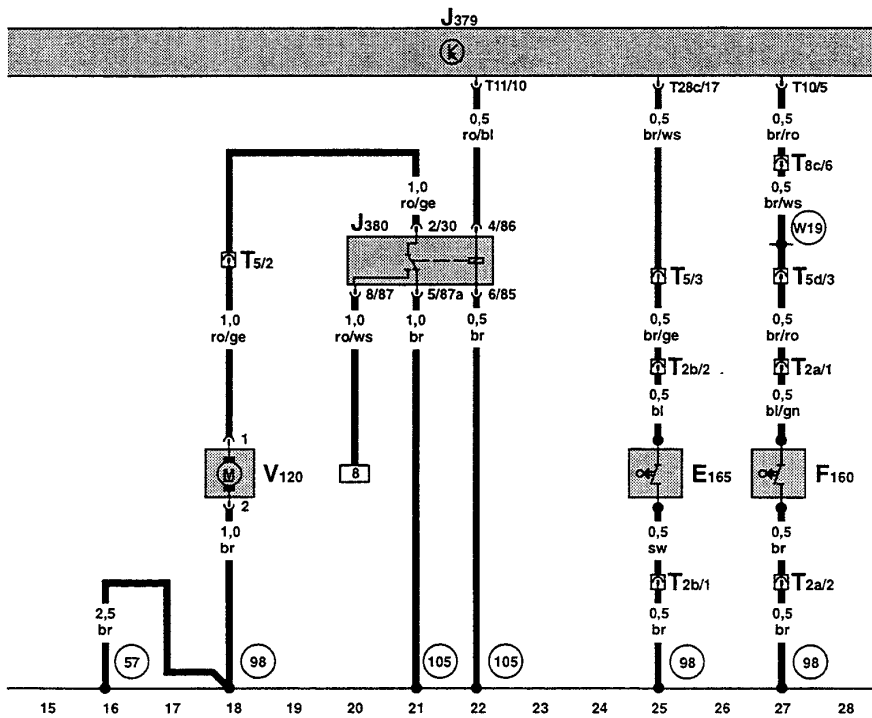 J379
K
T11/10
T28c/17
T10/5
0,5
ro/bl
0,5
br/ws
0,5
br/ro
T8c/6
1,0
ro/ge
0,5
br/ws
J380
2/30
4/86
W19
T5/2
T5/3
T5d/3
8/87
5/87a
6/85
1,0
ro/ge
1,0
ro/ws
1,0
br
0,5
br
0,5
br/ge
0,5
br/ro
T2b/2
T2a/1
0,5
bl
0,5
bl/gn
1
M
V120
8
E165
F160
2
1,0
br
0,5
sw
0,5
br
T2b/1
T2a/2
2,5
br
0,5
br
0,5
br
57
98
105
105
98
98
15 16 17 18 19 20 21 22 23 24 25 26 27 28